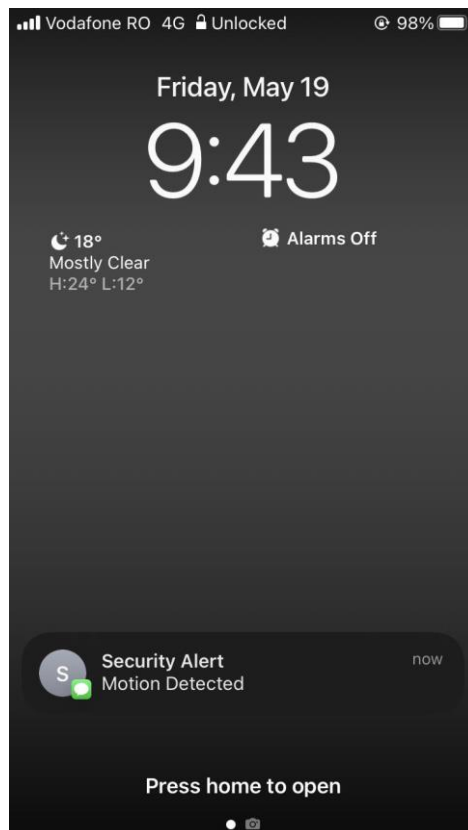 Vodafone RO 4G Unlocked 98%
Friday, May 19
9:43
18° Alarms Off
Mostly Clear
H:24° L:12°
S
Security Alert now
Motion Detected
Press home to open